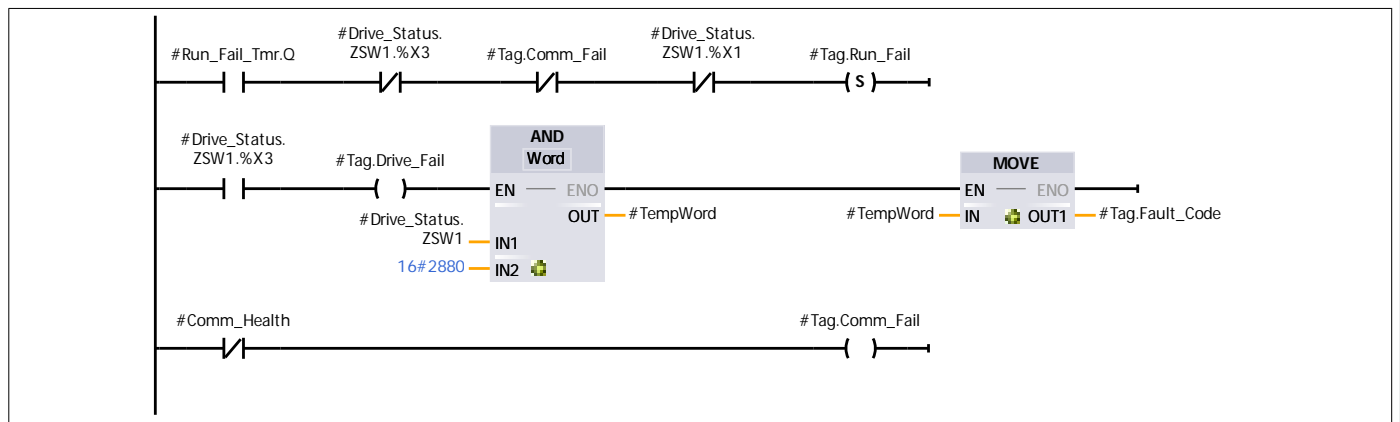 #Drive_Status. #Drive_Status.
#Run_Fail_Tmr.Q ZSW1.%X3 #Tag.Comm_Fail ZSW1.%X1 #Tag.Run_Fail
S
#Drive_Status.
ZSW1.%X3 #Tag.Drive_Fail
AND
Word
EN ENO
#Drive_Status.
ZSW1 IN1
OUT #TempWord
16#2880 IN2
MOVE
EN ENO
#TempWord IN OUT1 #Tag.Fault_Code
#Comm_Health #Tag.Comm_Fail